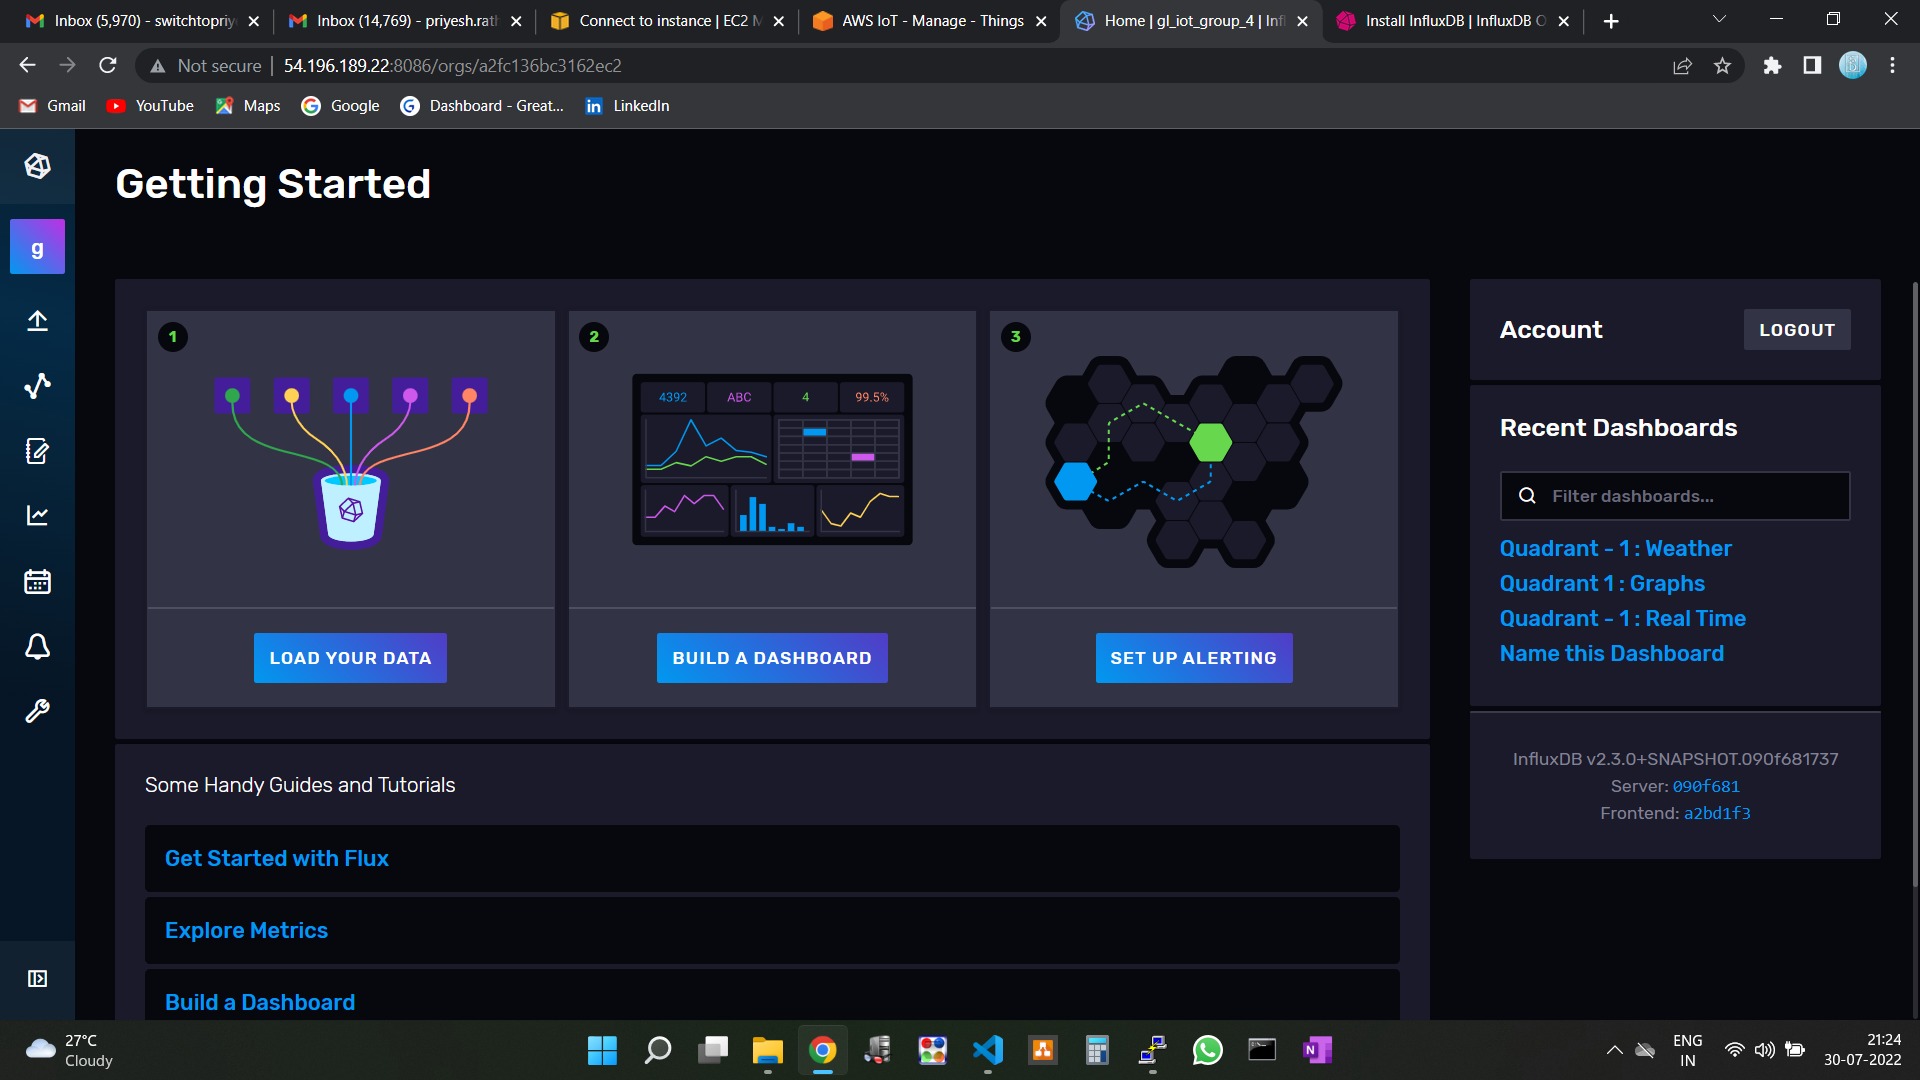 Inbox (5,970) - switchtopriye
Inbox (14,769) - priyesh.rath
Connect to instance | EC2 M
AWS IoT - Manage - Things
Home | gl_iot_group_4 | Infl
Install InfluxDB | InfluxDB O
Not secure
54.196.189.22:8086/orgs/a2fc136bc3162ec2
Gmail
YouTube
Maps
Google
Dashboard - Great...
LinkedIn
g
Getting Started
1
2
4392
ABC
4
99.5%
3
LOAD YOUR DATA
BUILD A DASHBOARD
SET UP ALERTING
Some Handy Guides and Tutorials
Get Started with Flux
Explore Metrics
Build a Dashboard
Account
LOGOUT
Recent Dashboards
Filter dashboards...
Quadrant - 1 : Weather
Quadrant 1 : Graphs
Quadrant - 1 : Real Time
Name this Dashboard
InfluxDB v2.3.0+SNAPSHOT.090f681737
Server: 090f681
Frontend: a2bd1f3
27°C
Cloudy
N
ENG
IN
21:24
30-07-2022